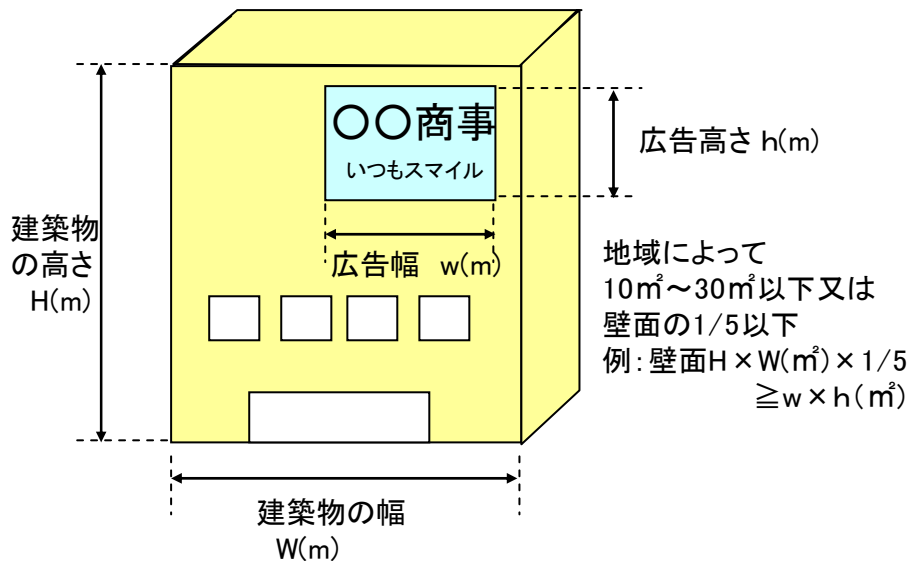 〇〇商事
いつもスマイル
広告高さ h(m)
広告幅 w(m)
建築物
の高さ
H(m)
地域によって
10㎡～30㎡以下又は
壁面の1/5以下
例：壁面H×W(㎡)×1/5
≧w×h(㎡)
建築物の幅
W(m)